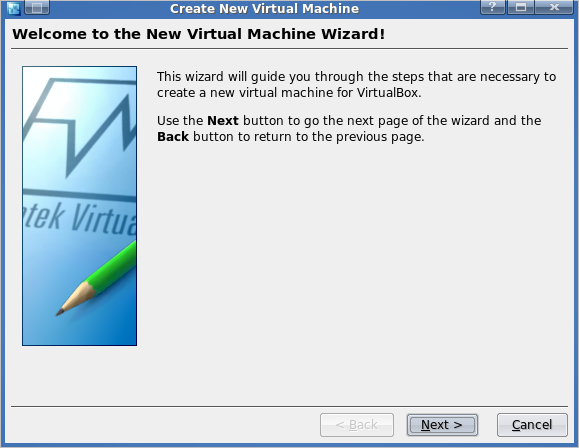 Create New Virtual Machine
Welcome to the New Virtual Machine Wizard!
This wizard will guide you through the steps that are necessary to
create a new virtual machine for VirtualBox.
Use the Next button to go the next page of the wizard and the
Back button to return to the previous page.
tek Virtua
< Back
Next >
Cancel